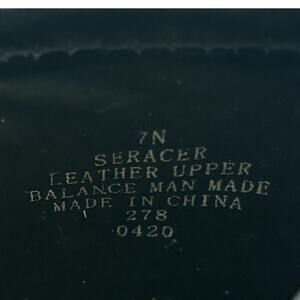 7N
SERACER
LEATHER UPPER
BALANCE MAN MADE
MADE IN CHINA
278
0420